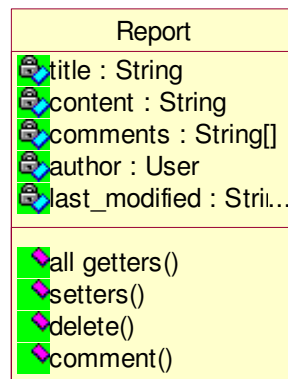 Report
title : String
content : String
comments : String[]
author : User
last_modified : Stri...
all getters()
setters()
delete()
comment()